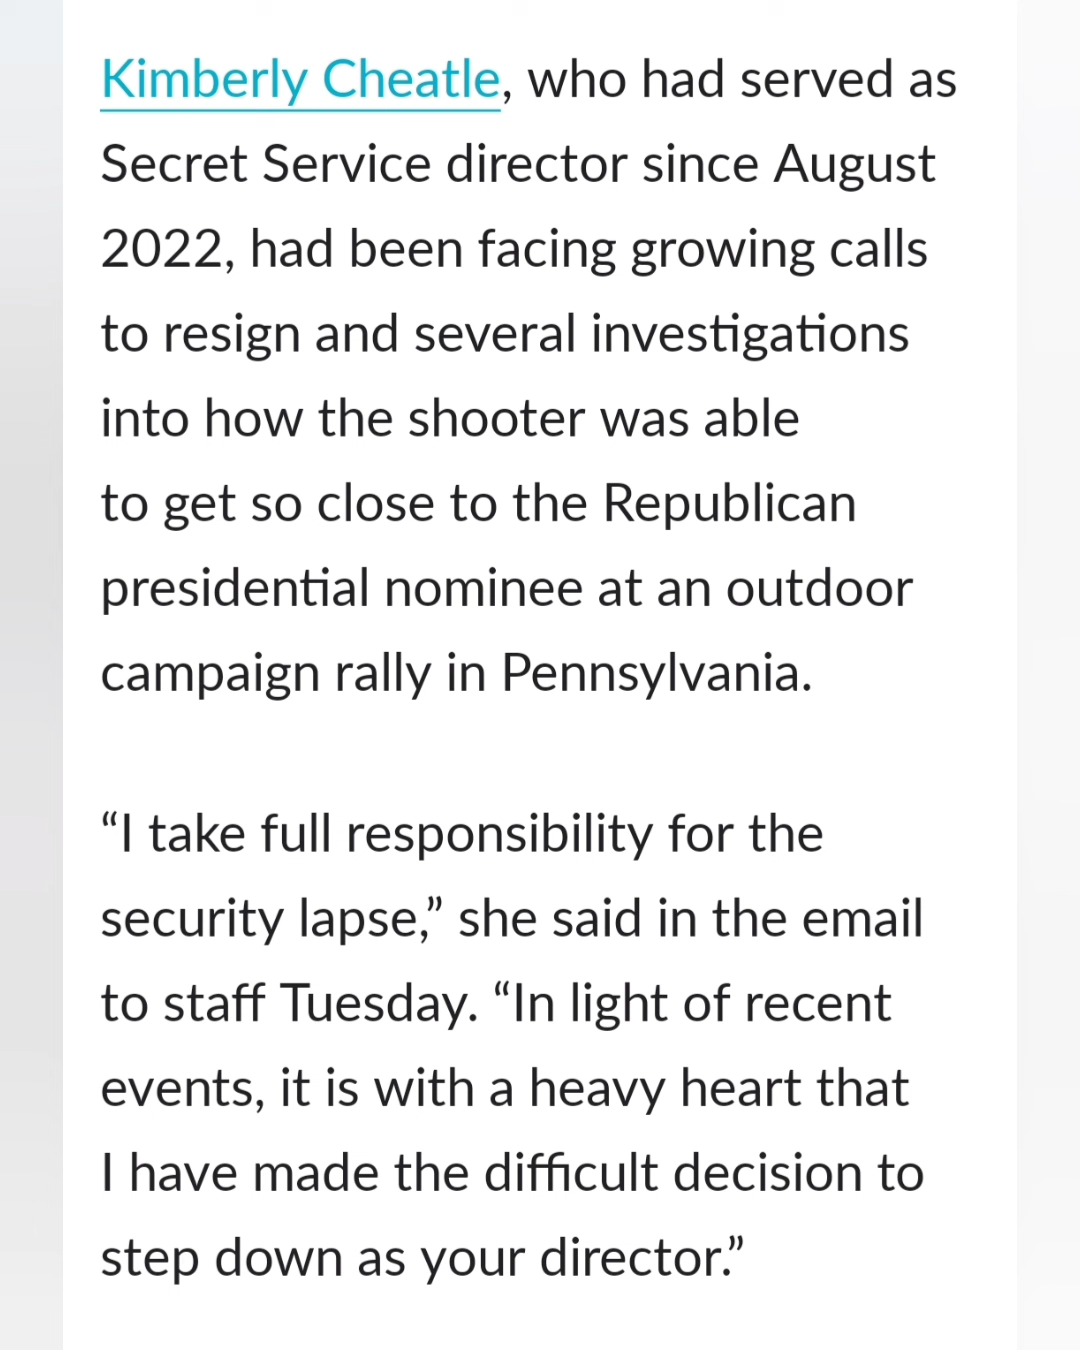 Kimberly Cheatle, who had served as
Secret Service director since August
2022, had been facing growing calls
to resign and several investigations
into how the shooter was able
to get so close to the Republican
presidential nominee at an outdoor
campaign rally in Pennsylvania.
“I take full responsibility for the
security lapse,” she said in the email
to staff Tuesday. “In light of recent
events, it is with a heavy heart that
I have made the difficult decision to
step down as your director.”